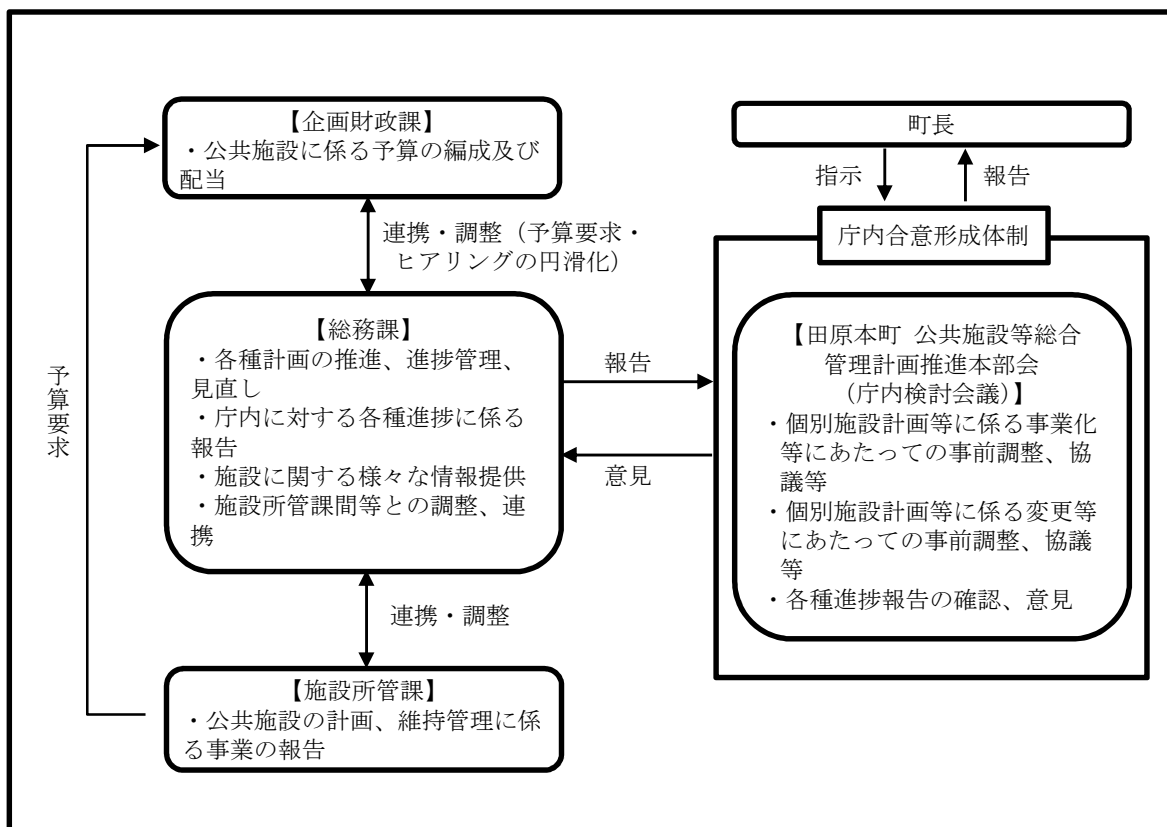 【企画財政課】
・公共施設に係る予算の編成及び
配当
連携・調整（予算要求・
ヒアリングの円滑化）
【総務課】
・各種計画の推進、進捗管理、
見直し
・庁内に対する各種進捗に係る
報告
・施設に関する様々な情報提供
・施設所管課間等との調整、連
携
連携・調整
【施設所管課】
・公共施設の計画、維持管理に係
る事業の報告
予算要求
報告
意見
町長
指示
報告
庁内合意形成体制
【田原本町 公共施設等総合
管理計画推進本部会
（庁内検討会議）】
・個別施設計画等に係る事業化
等にあたっての事前調整、協
議等
・個別施設計画等に係る変更等
にあたっての事前調整、協議
等
・各種進捗報告の確認、意見